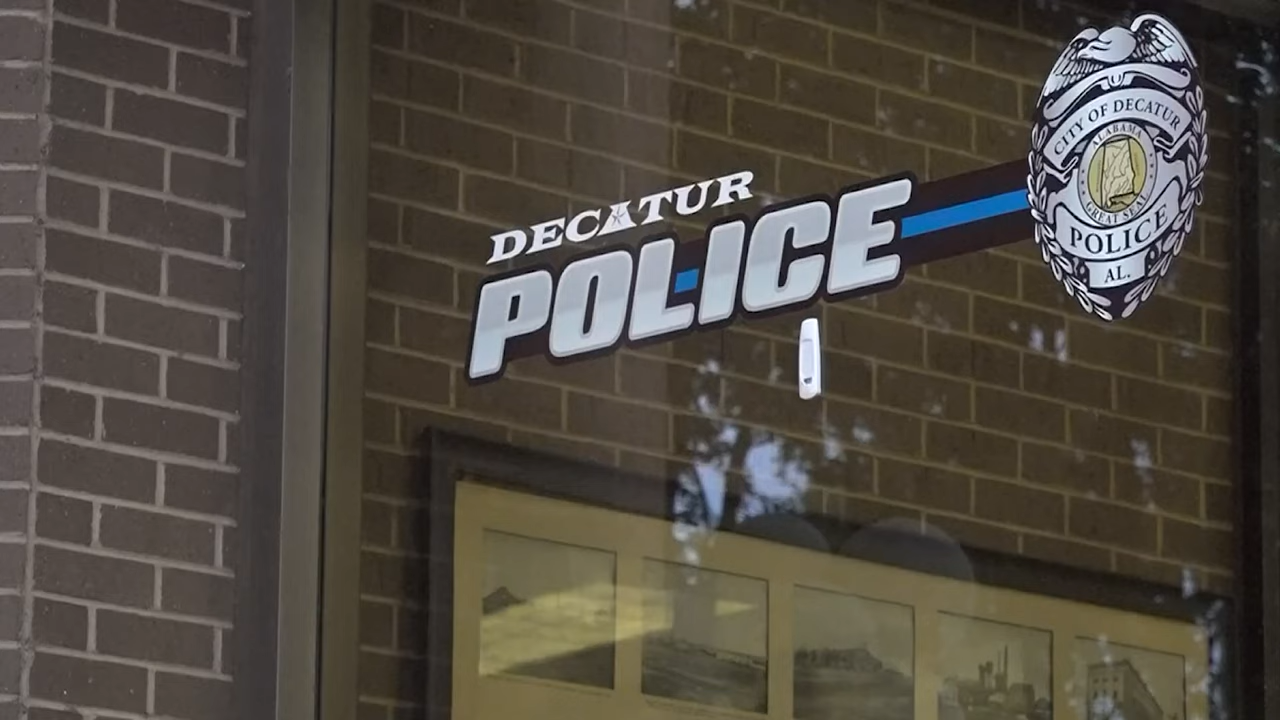 DECATUR
POLICE
CITY OF DECATUR
ALABAMA
GREAT SEAL
POLICE
AL.